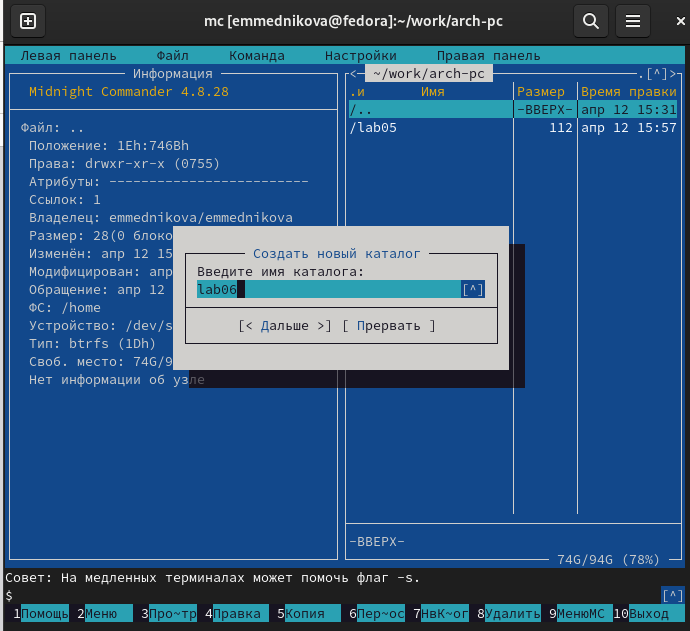 mc [emmednikova@fedora]:~/work/arch-pc
Левая панель Файл Команда Настройки Правая панель
Информация
Midnight Commander 4.8.28
Файл: ..
Положение: 1Eh:746Bh
Права: drwxr-xr-x (0755)
Атрибуты: -------------------------
Ссылок: 1
Владелец: emmednikova/emmednikova
Размер: 28(0 блоко
Изменён: апр 12 15
Модифицирован: апр
Обращение: апр 12
ФС: /home
Устройство: /dev/s
Тип: btrfs (1Dh)
Своб. место: 74G/9
Нет информации об узле
<─ ~/work/arch-pc .[^]>
.и Имя Размер Время правки
/.. -ВВЕРХ- апр 12 15:31
/lab05 112 апр 12 15:57
Создать новый каталог
Введите имя каталога:
lab06 [^]
[< Дальше >] [ Прервать ]
-ВВЕРХ-
74G/94G (78%)
Совет: На медленных терминалах может помочь флаг -s.
$ [^]
1Помощь 2Меню 3Про~тр 4Правка 5Копия 6Пер~ос 7НвК~ог 8Удалить 9МенюMC 10Выход